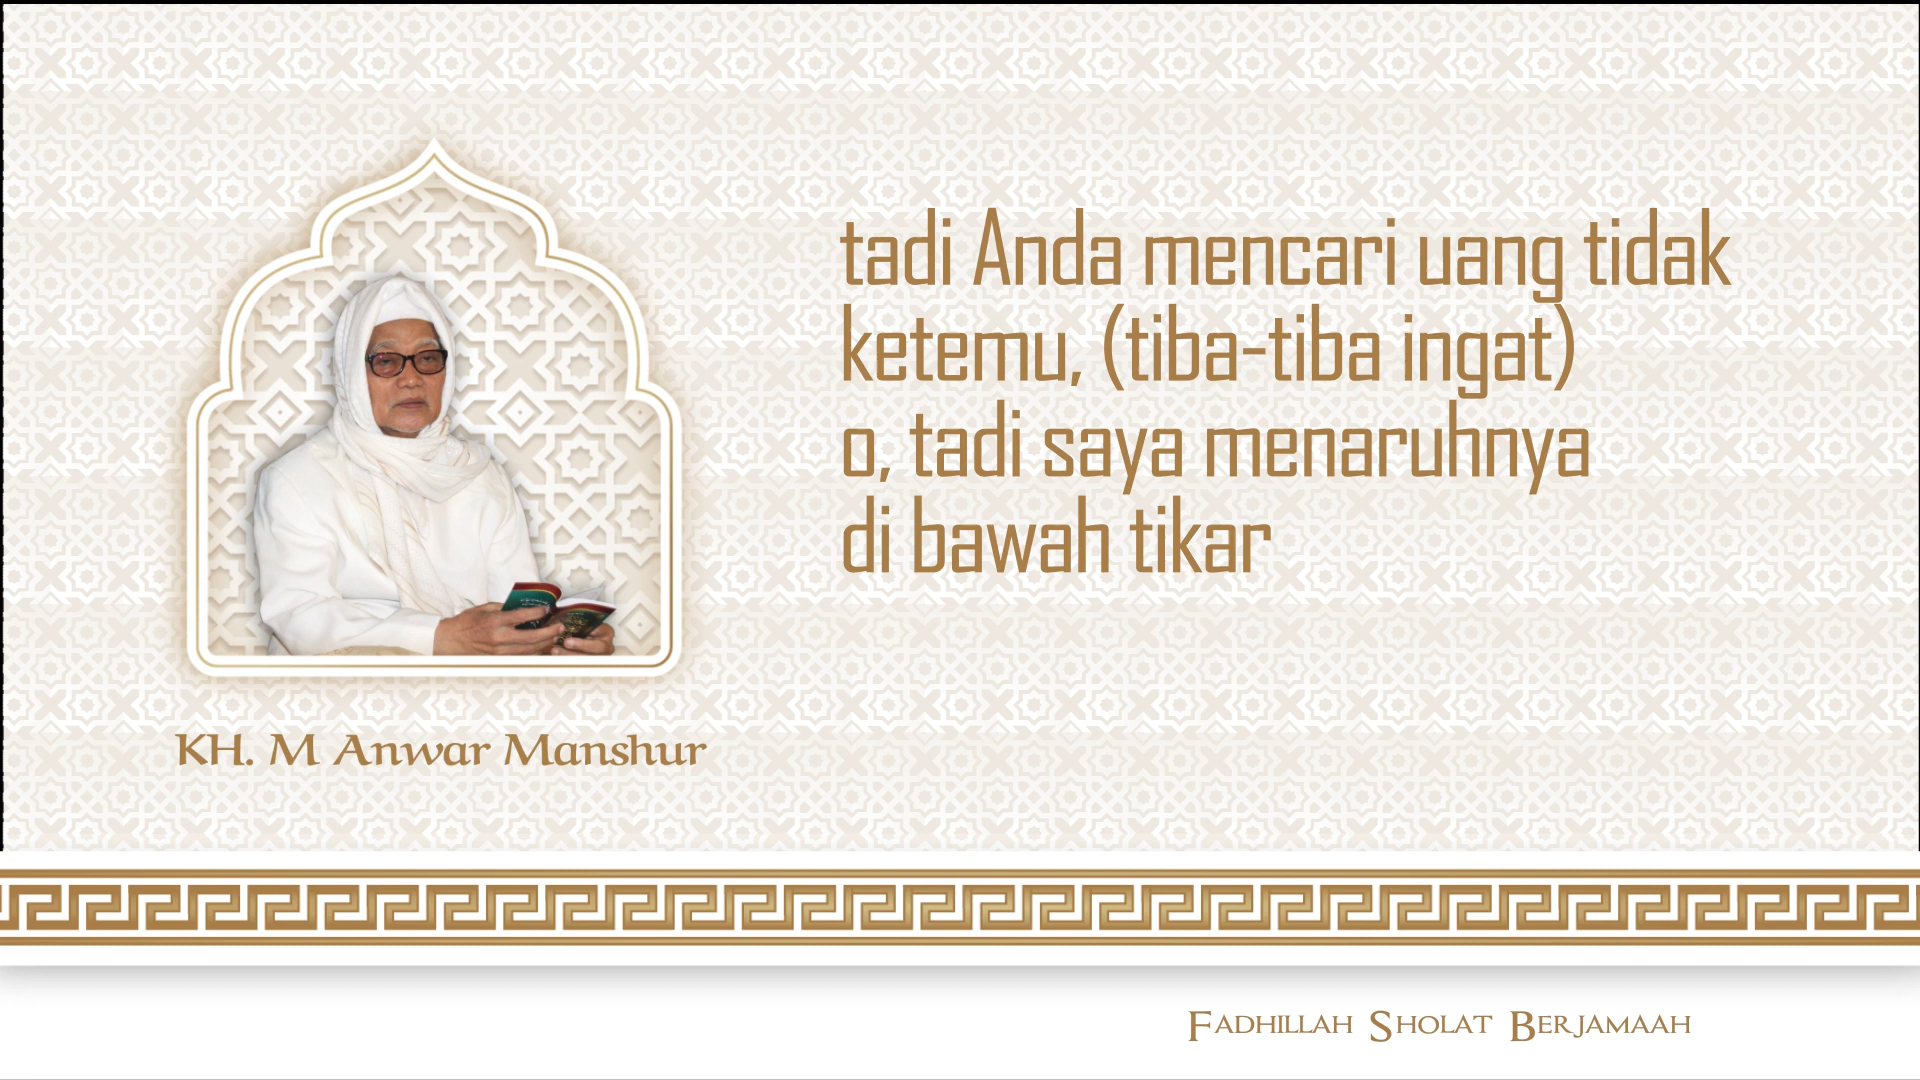 tadi Anda mencari uang tidak
ketemu, (tiba-tiba ingat)
o, tadi saya menaruhnya
di bawah tikar
KH. M Anwar Manshur
Fadhillah Sholat Berjamaah